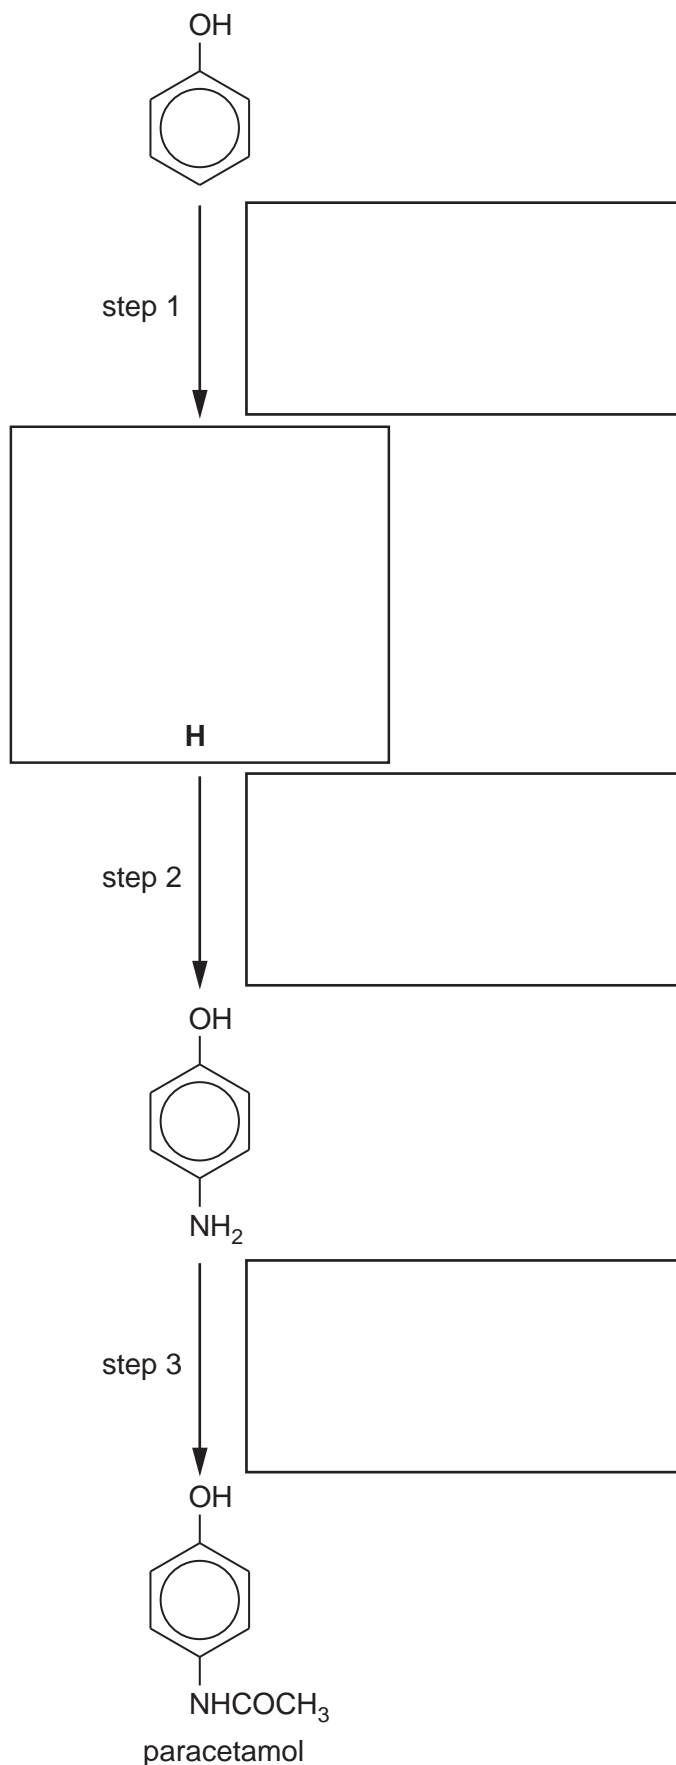 OH
step 1
H
step 2
OH
NH₂
step 3
OH
NHCOCH₃
paracetamol